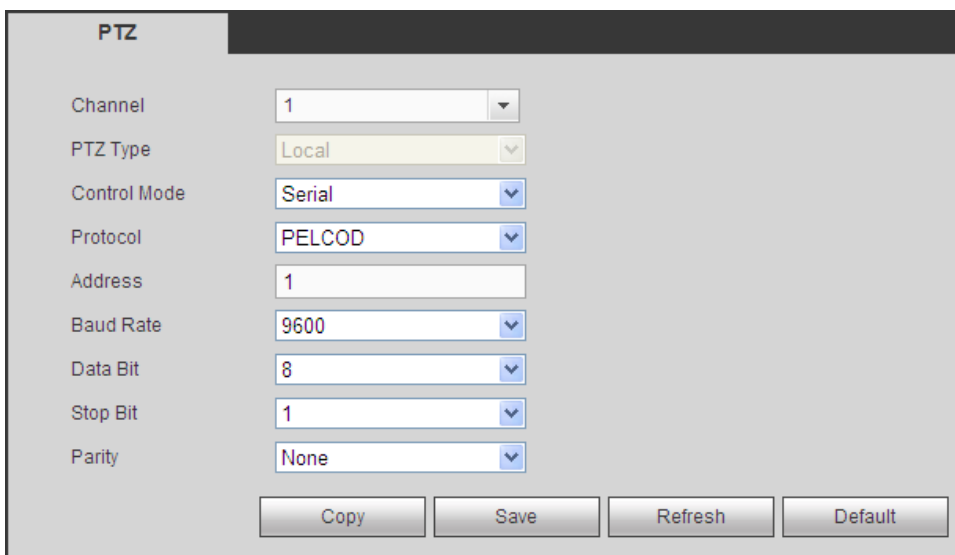 PTZ
Channel 1
PTZ Type Local
Control Mode Serial
Protocol PELCOD
Address 1
Baud Rate 9600
Data Bit 8
Stop Bit 1
Parity None
Copy Save Refresh Default